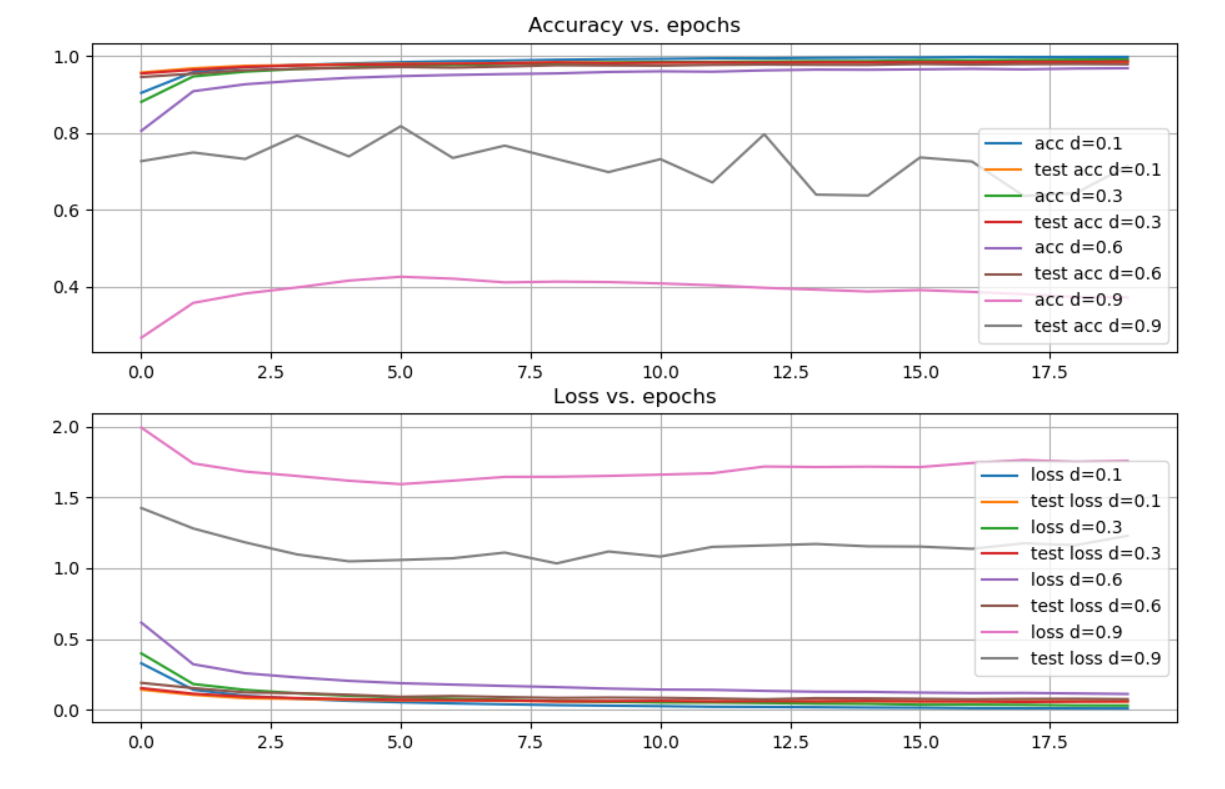 Accuracy vs. epochs
1.0
0.8
0.6
0.4
acc d=0.1
test acc d=0.1
acc d=0.3
test acc d=0.3
acc d=0.6
test acc d=0.6
acc d=0.9
test acc d=0.9
0.0 2.5 5.0 7.5 10.0 12.5 15.0 17.5
Loss vs. epochs
2.0
1.5
1.0
0.5
0.0
loss d=0.1
test loss d=0.1
loss d=0.3
test loss d=0.3
loss d=0.6
test loss d=0.6
loss d=0.9
test loss d=0.9
0.0 2.5 5.0 7.5 10.0 12.5 15.0 17.5